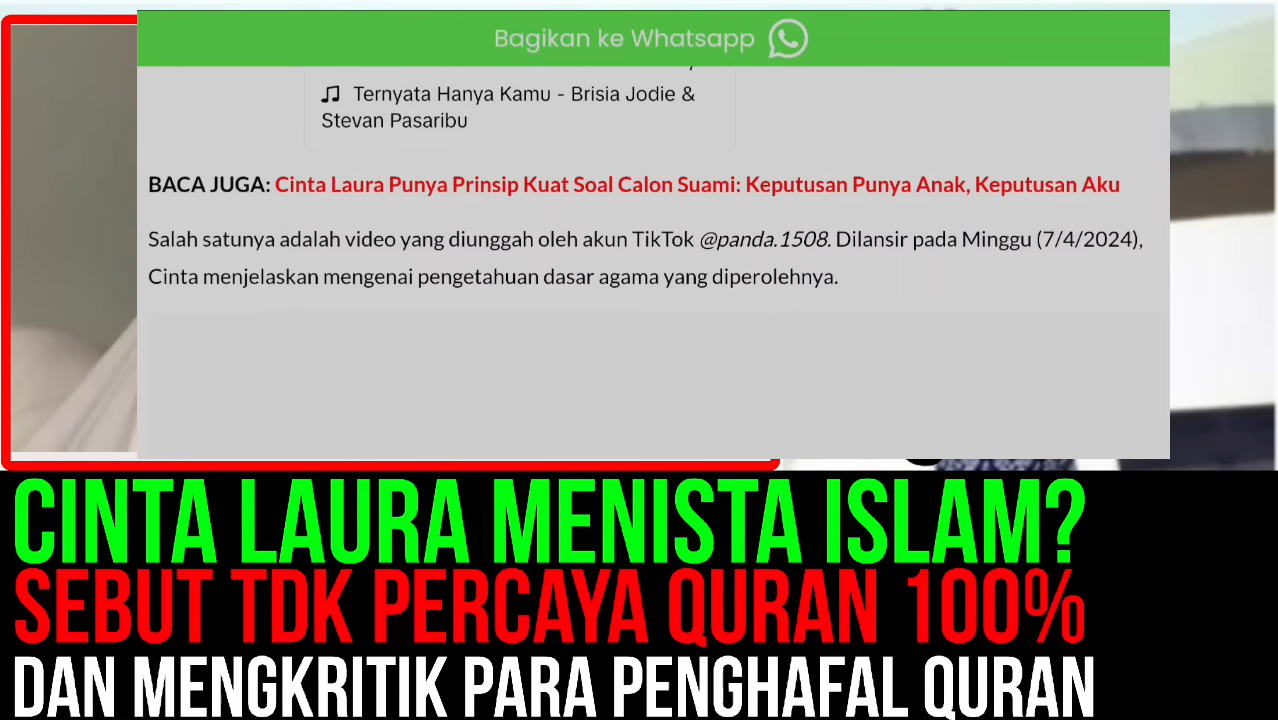 Bagikan ke Whatsapp
Ternyata Hanya Kamu - Brisia Jodie &
Stevan Pasaribu
BACA JUGA: Cinta Laura Punya Prinsip Kuat Soal Calon Suami: Keputusan Punya Anak, Keputusan Aku
Salah satunya adalah video yang diunggah oleh akun TikTok @panda.1508. Dilansir pada Minggu (7/4/2024),
Cinta menjelaskan mengenai pengetahuan dasar agama yang diperolehnya.
CINTA LAURA MENISTA ISLAM?
SEBUT TDK PERCAYA QURAN 100%
DAN MENGKRITIK PARA PENGHAFAL QURAN